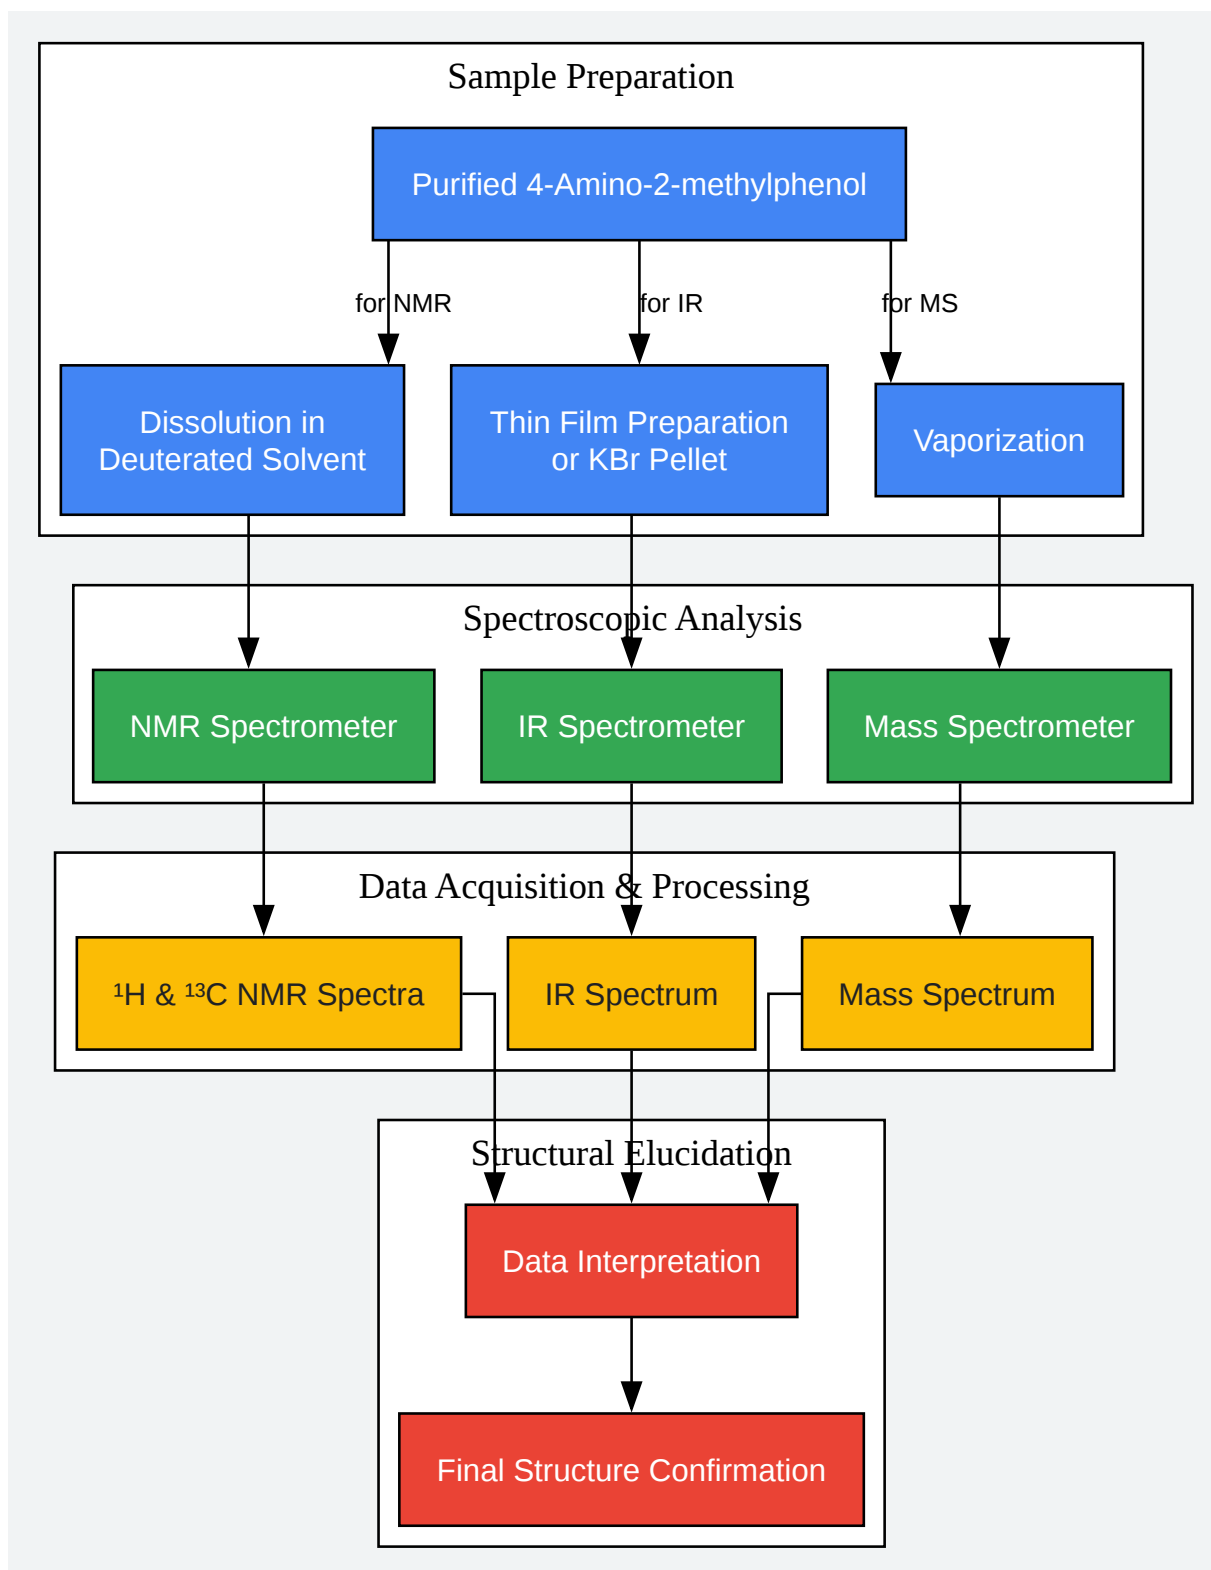 Sample Preparation
Purified 4-Amino-2-methylphenol
for NMR
for IR
for MS
Dissolution in
Deuterated Solvent
Thin Film Preparation
or KBr Pellet
Vaporization
Spectroscopic Analysis
NMR Spectrometer
IR Spectrometer
Mass Spectrometer
Data Acquisition & Processing
¹H & ¹³C NMR Spectra
IR Spectrum
Mass Spectrum
Structural Elucidation
Data Interpretation
Final Structure Confirmation